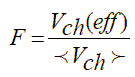 F = V_ch(eff) / ≺V_ch≻